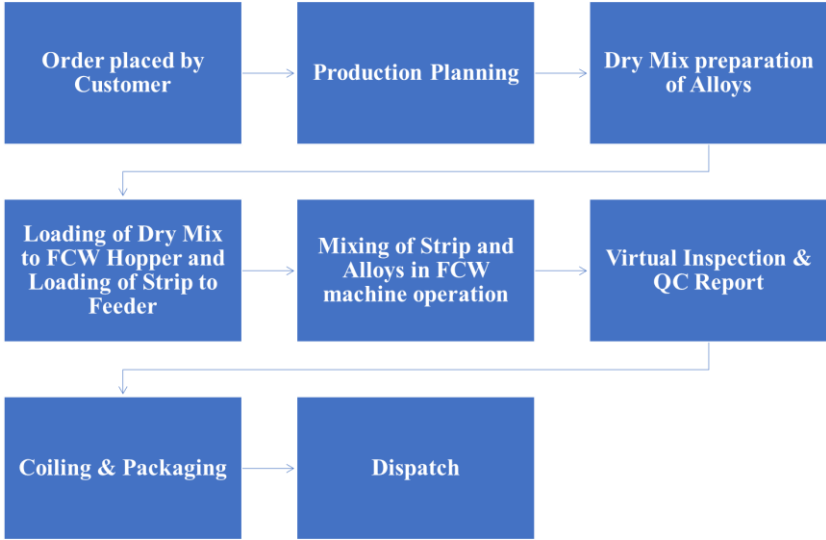 Order placed by
Customer
Production Planning
Dry Mix preparation
of Alloys
Loading of Dry Mix
to FCW Hopper and
Loading of Strip to
Feeder
Mixing of Strip and
Alloys in FCW
machine operation
Virtual Inspection &
QC Report
Coiling & Packaging
Dispatch